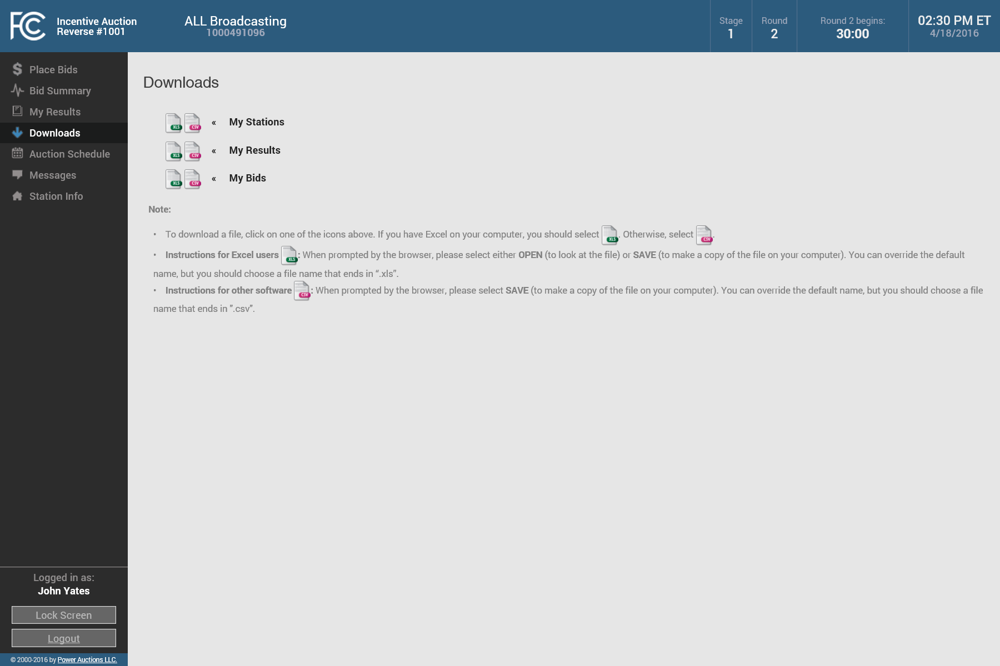 FCC
Incentive Auction
Reverse #1001
ALL Broadcasting
1000491096
Stage
1
Round
2
Round 2 begins:
30:00
02:30 PM ET
4/18/2016
Place Bids
Bid Summary
My Results
Downloads
Auction Schedule
Messages
Station Info
Downloads
XLS CSV « My Stations
XLS CSV « My Results
XLS CSV « My Bids
Note:
• To download a file, click on one of the icons above. If you have Excel on your computer, you should select XLS. Otherwise, select CSV.
• Instructions for Excel users XLS: When prompted by the browser, please select either OPEN (to look at the file) or SAVE (to make a copy of the file on your computer). You can override the default
name, but you should choose a file name that ends in “.xls”.
• Instructions for other software CSV: When prompted by the browser, please select SAVE (to make a copy of the file on your computer). You can override the default name, but you should choose a file
name that ends in ".csv".
Logged in as:
John Yates
Lock Screen
Logout
© 2000-2016 by Power Auctions LLC.